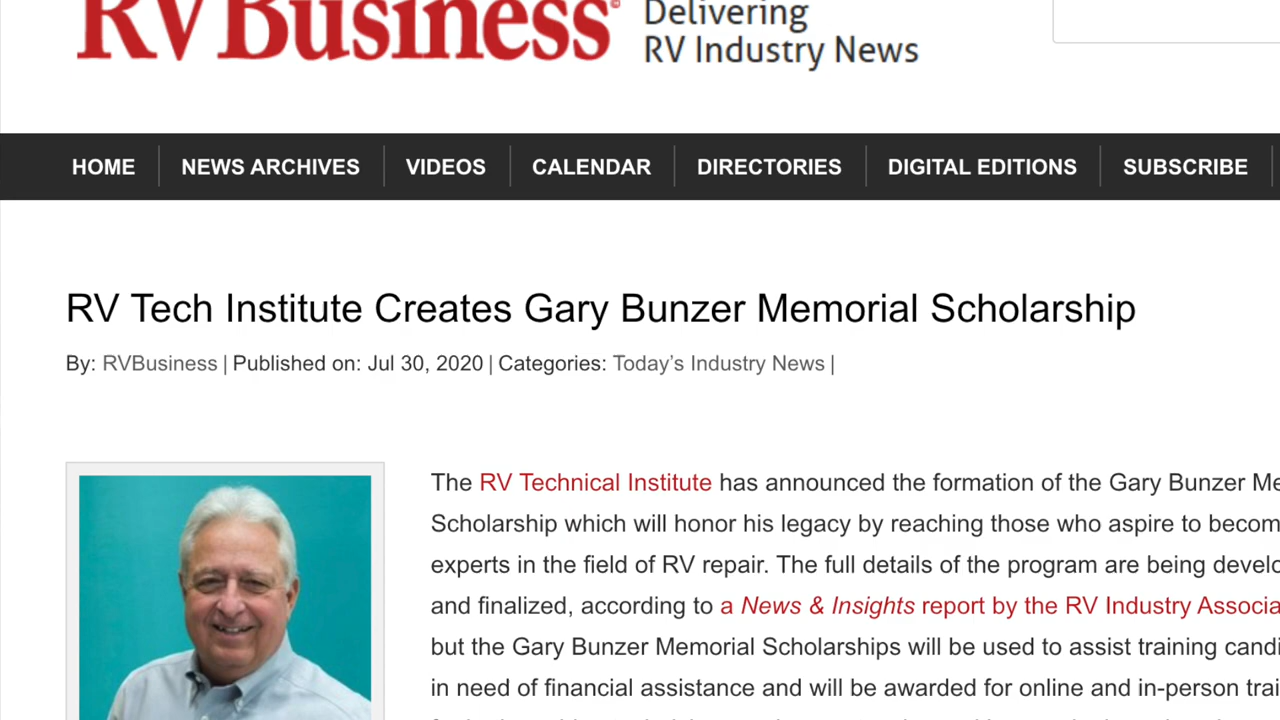 RVBusiness
Delivering
RV Industry News
HOME NEWS ARCHIVES VIDEOS CALENDAR DIRECTORIES DIGITAL EDITIONS SUBSCRIBE
RV Tech Institute Creates Gary Bunzer Memorial Scholarship
By: RVBusiness | Published on: Jul 30, 2020 | Categories: Today’s Industry News |
The RV Technical Institute has announced the formation of the Gary Bunzer Me
Scholarship which will honor his legacy by reaching those who aspire to becom
experts in the field of RV repair. The full details of the program are being develo
and finalized, according to a News & Insights report by the RV Industry Associa
but the Gary Bunzer Memorial Scholarships will be used to assist training candi
in need of financial assistance and will be awarded for online and in-person trai